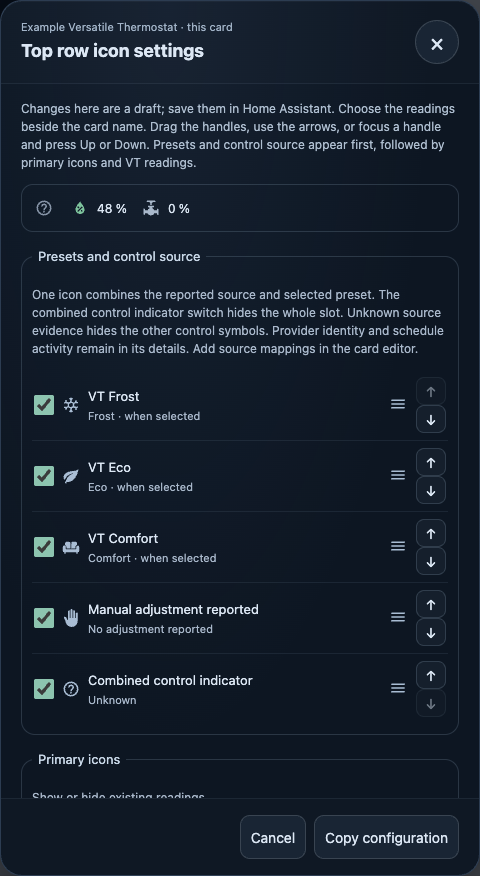 Example Versatile Thermostat · this card
Top row icon settings
Changes here are a draft; save them in Home Assistant. Choose the readings
beside the card name. Drag the handles, use the arrows, or focus a handle
and press Up or Down. Presets and control source appear first, followed by
primary icons and VT readings.
48 % 0 %
Presets and control source
One icon combines the reported source and selected preset. The
combined control indicator switch hides the whole slot. Unknown source
evidence hides the other control symbols. Provider identity and schedule
activity remain in its details. Add source mappings in the card editor.
VT Frost
Frost · when selected
VT Eco
Eco · when selected
VT Comfort
Comfort · when selected
Manual adjustment reported
No adjustment reported
Combined control indicator
Unknown
Primary icons
Show or hide existing readings
Cancel Copy configuration